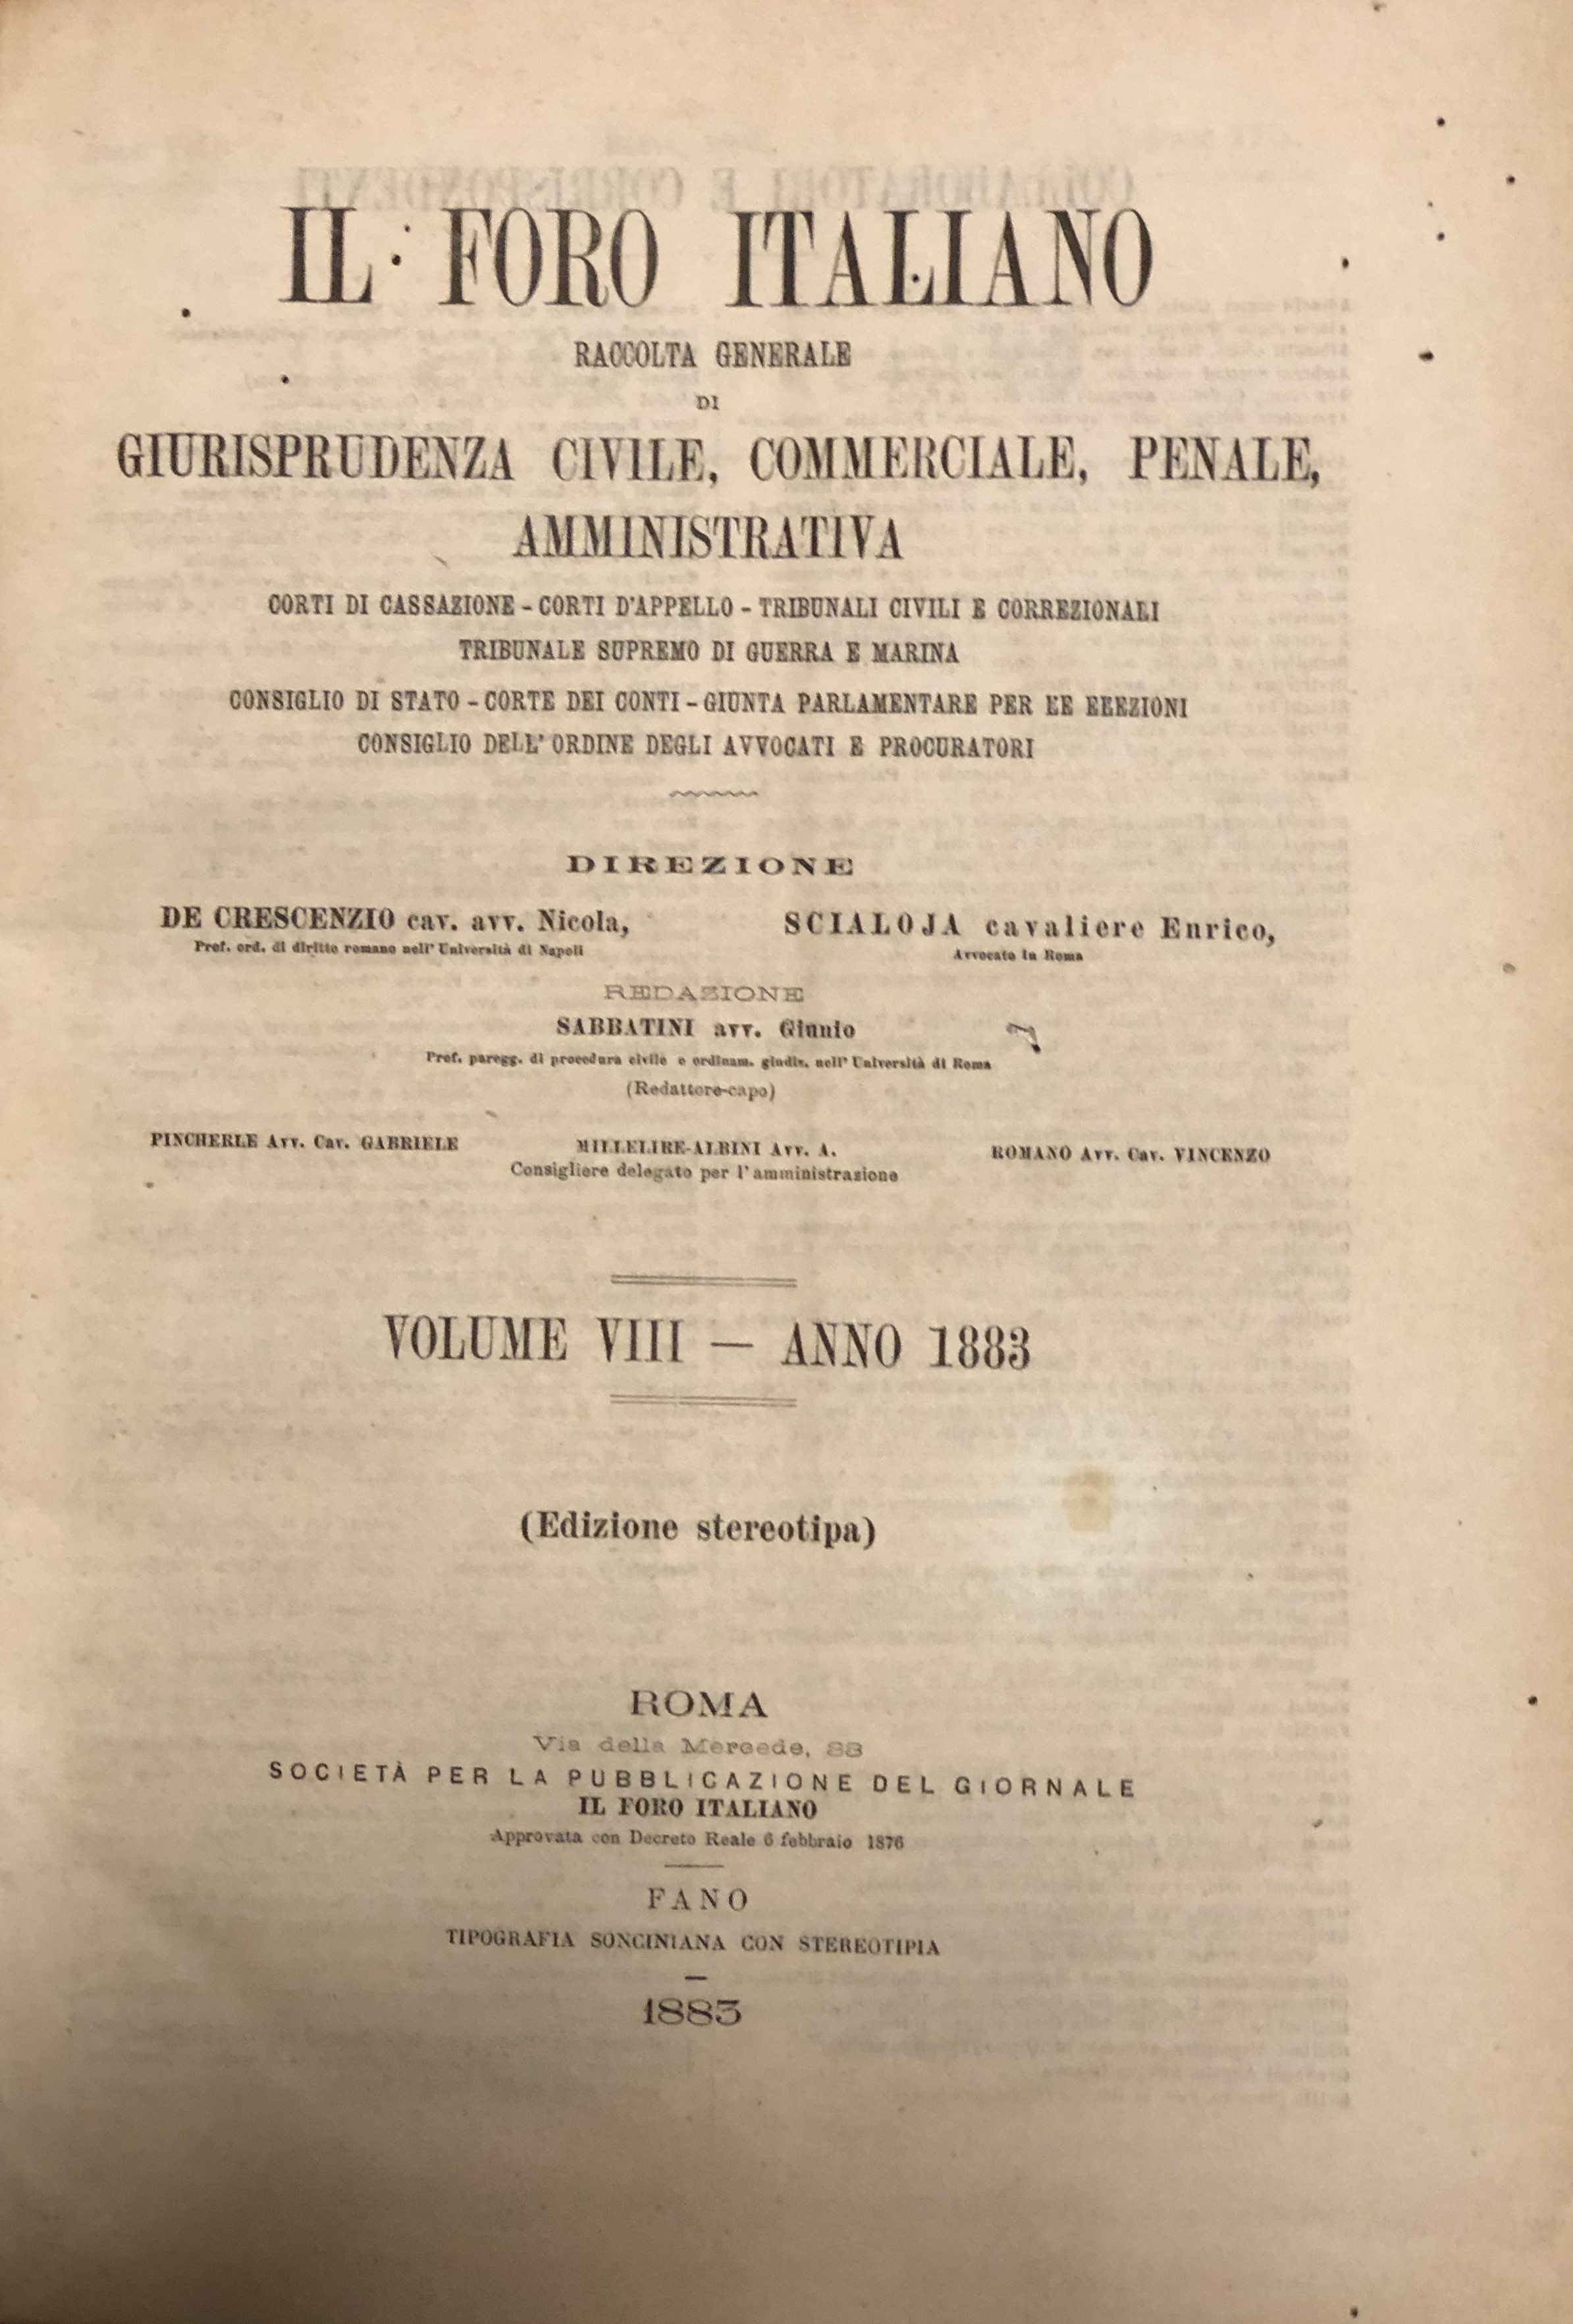 IL FORO ITALIANO
RACCOLTA GENERALE
DI
GIURISPRUDENZA CIVILE, COMMERCIALE, PENALE,
AMMINISTRATIVA
CORTI DI CASSAZIONE - CORTI D'APPELLO - TRIBUNALI CIVILI E CORREZIONALI
TRIBUNALE SUPREMO DI GUERRA E MARINA
CONSIGLIO DI STATO - CORTE DEI CONTI - GIUNTA PARLAMENTARE PER LE ELEZIONI
CONSIGLIO DELL'ORDINE DEGLI AVVOCATI E PROCURATORI
DIREZIONE
DE CRESCENZIO cav. avv. Nicola, SCIALOJA cavaliere Enrico,
Prof. ord. di diritto romano nell'Università di Napoli Avvocato in Roma
REDAZIONE
SABBATINI avv. Giunio
Prof. paregg. di procedura civile e ordinam. giudiz. nell'Università di Roma
(Redattore-capo)
PINCHERLE Avv. Cav. GABRIELE MILLELIRE-ALBINI Avv. A. ROMANO Avv. Cav. VINCENZO
Consigliere delegato per l'amministrazione
VOLUME VIII — ANNO 1883
(Edizione stereotipa)
ROMA
Via della Mercede,
SOCIETÀ PER LA PUBBLICAZIONE DEL GIORNALE
IL FORO ITALIANO
Approvata con Decreto Reale 6 febbraio 1876
FANO
TIPOGRAFIA SONCINIANA CON STEREOTIPIA
1883